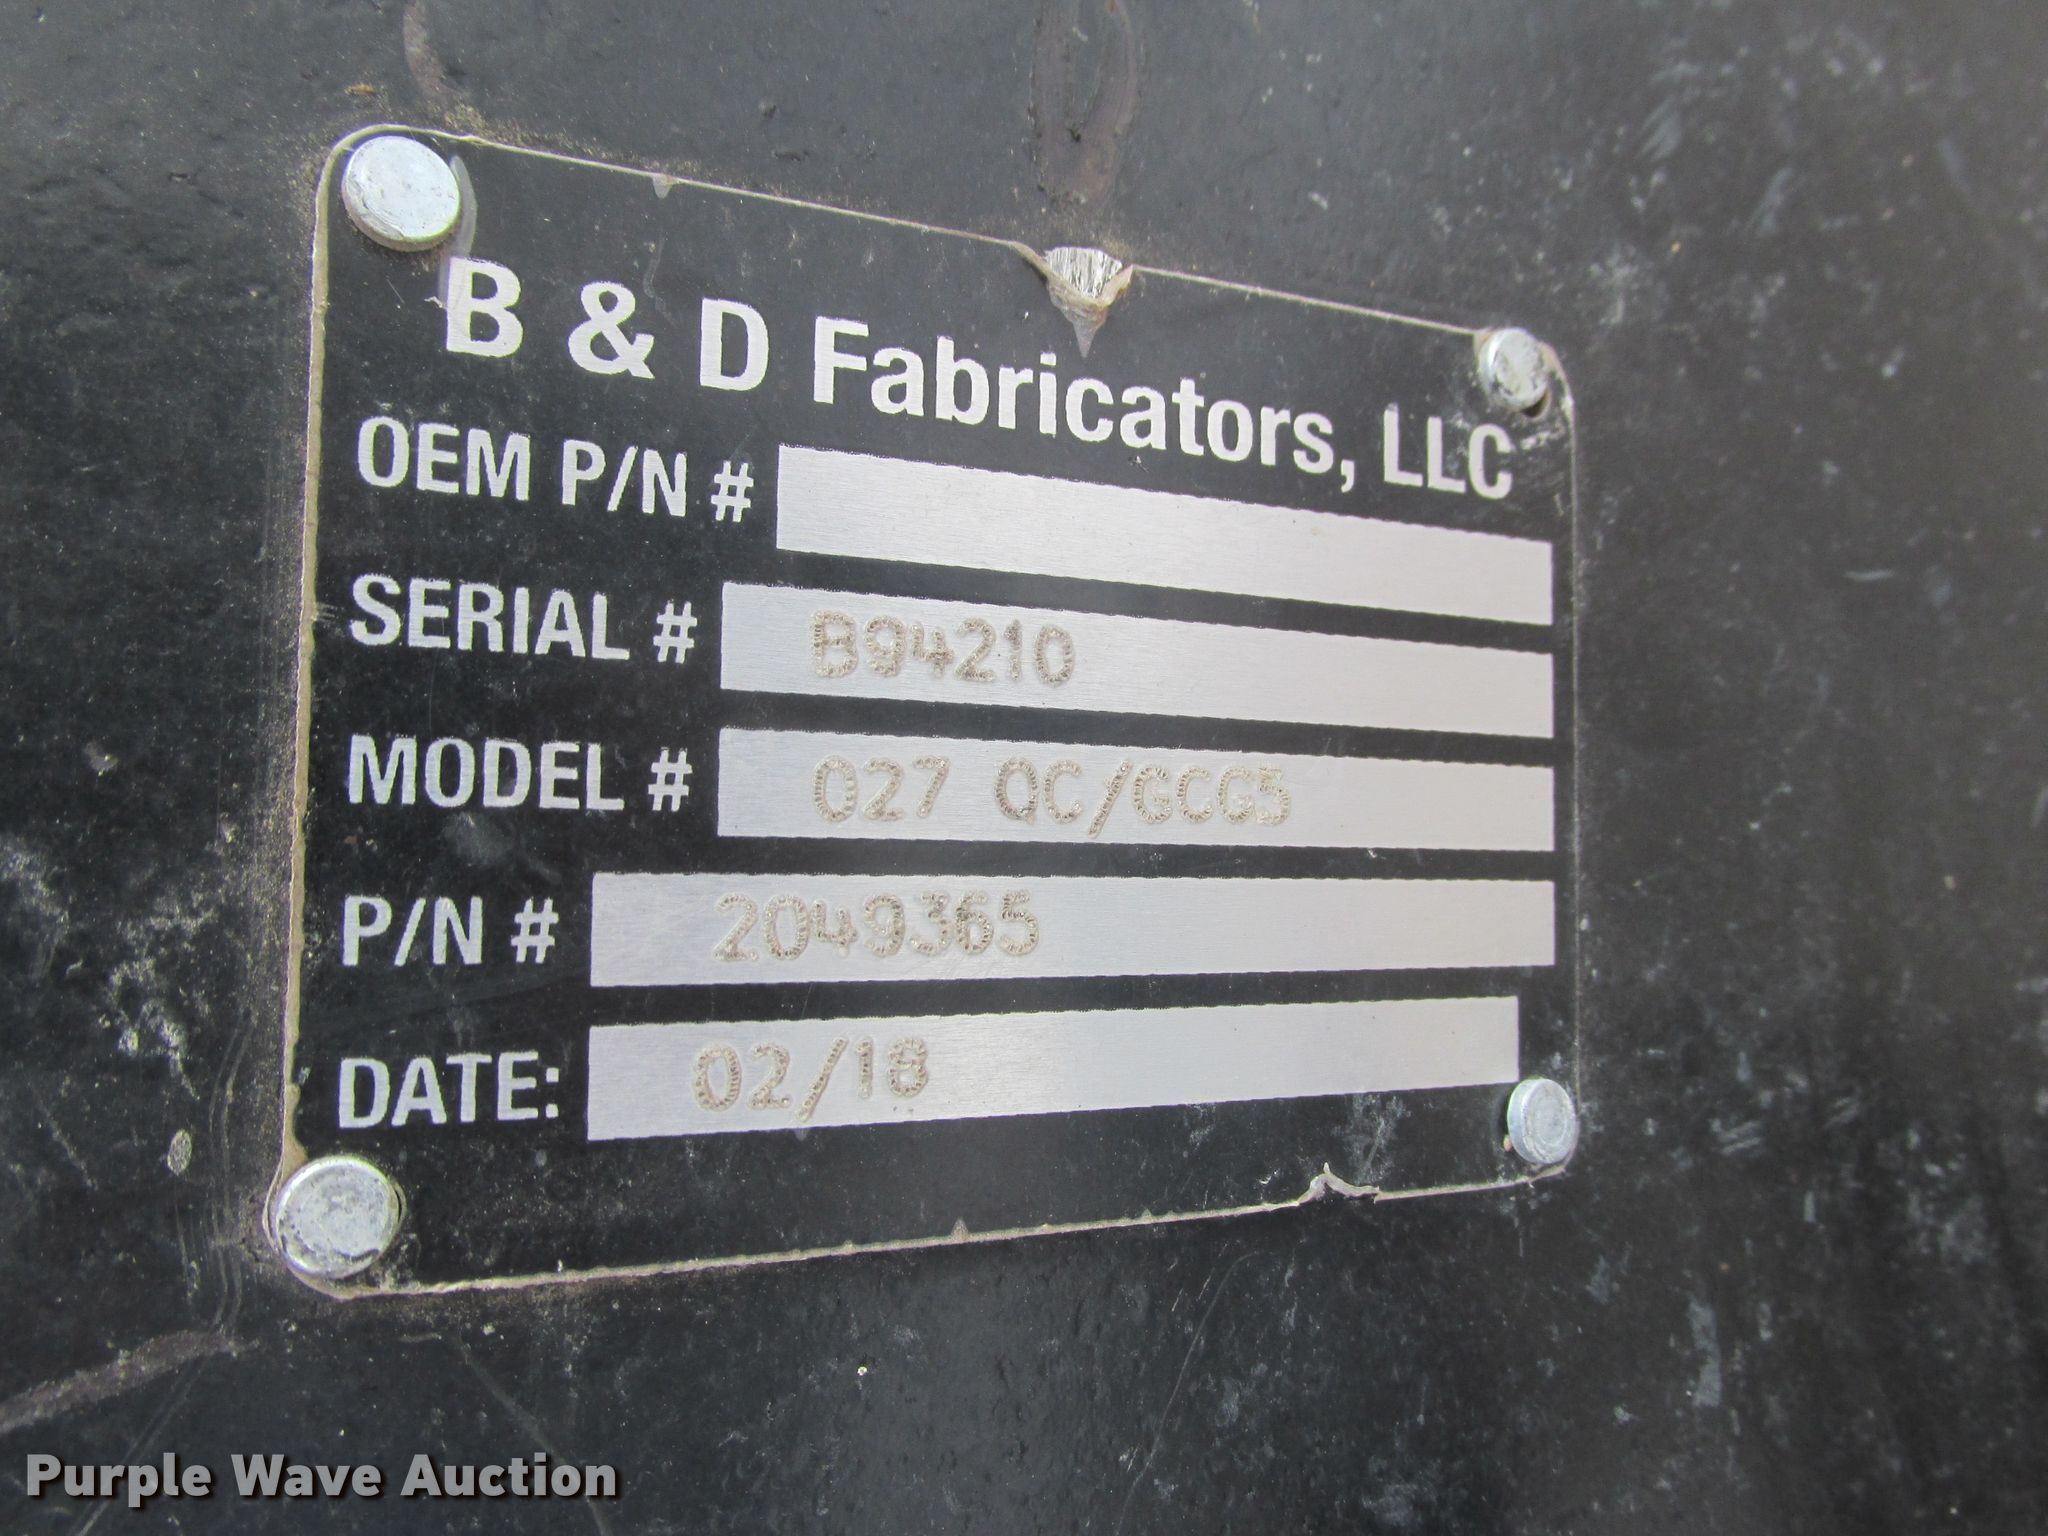 B & D Fabricators, LLC
OEM P/N #
SERIAL # B94210
MODEL # 027 QC/GCG5
P/N # 2049365
DATE: 02/18
Purple Wave Auction